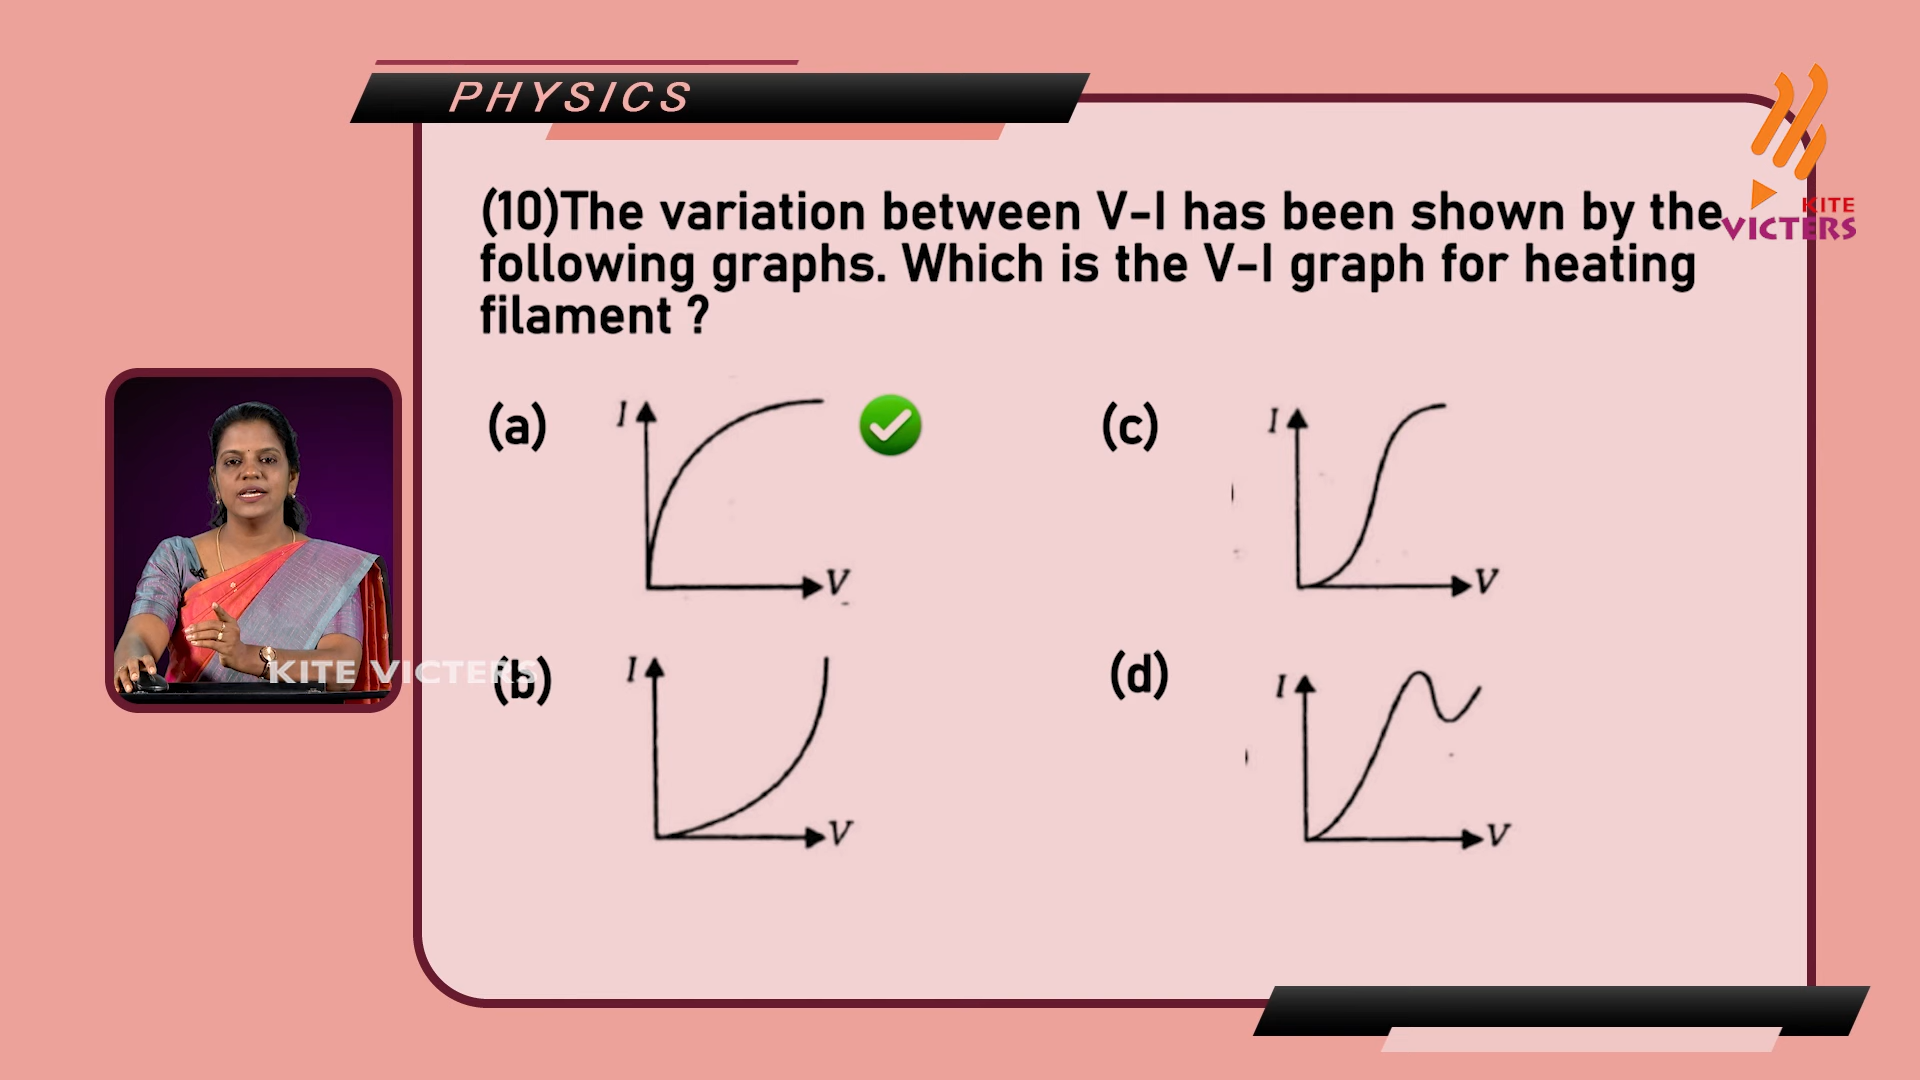 PHYSICS
KITE
VICTERS
(10)The variation between V-I has been shown by the
following graphs. Which is the V-I graph for heating
filament ?
(a)
I
V
(c)
I
V
KITE VICTERS
(b)
I
V
(d)
I
V